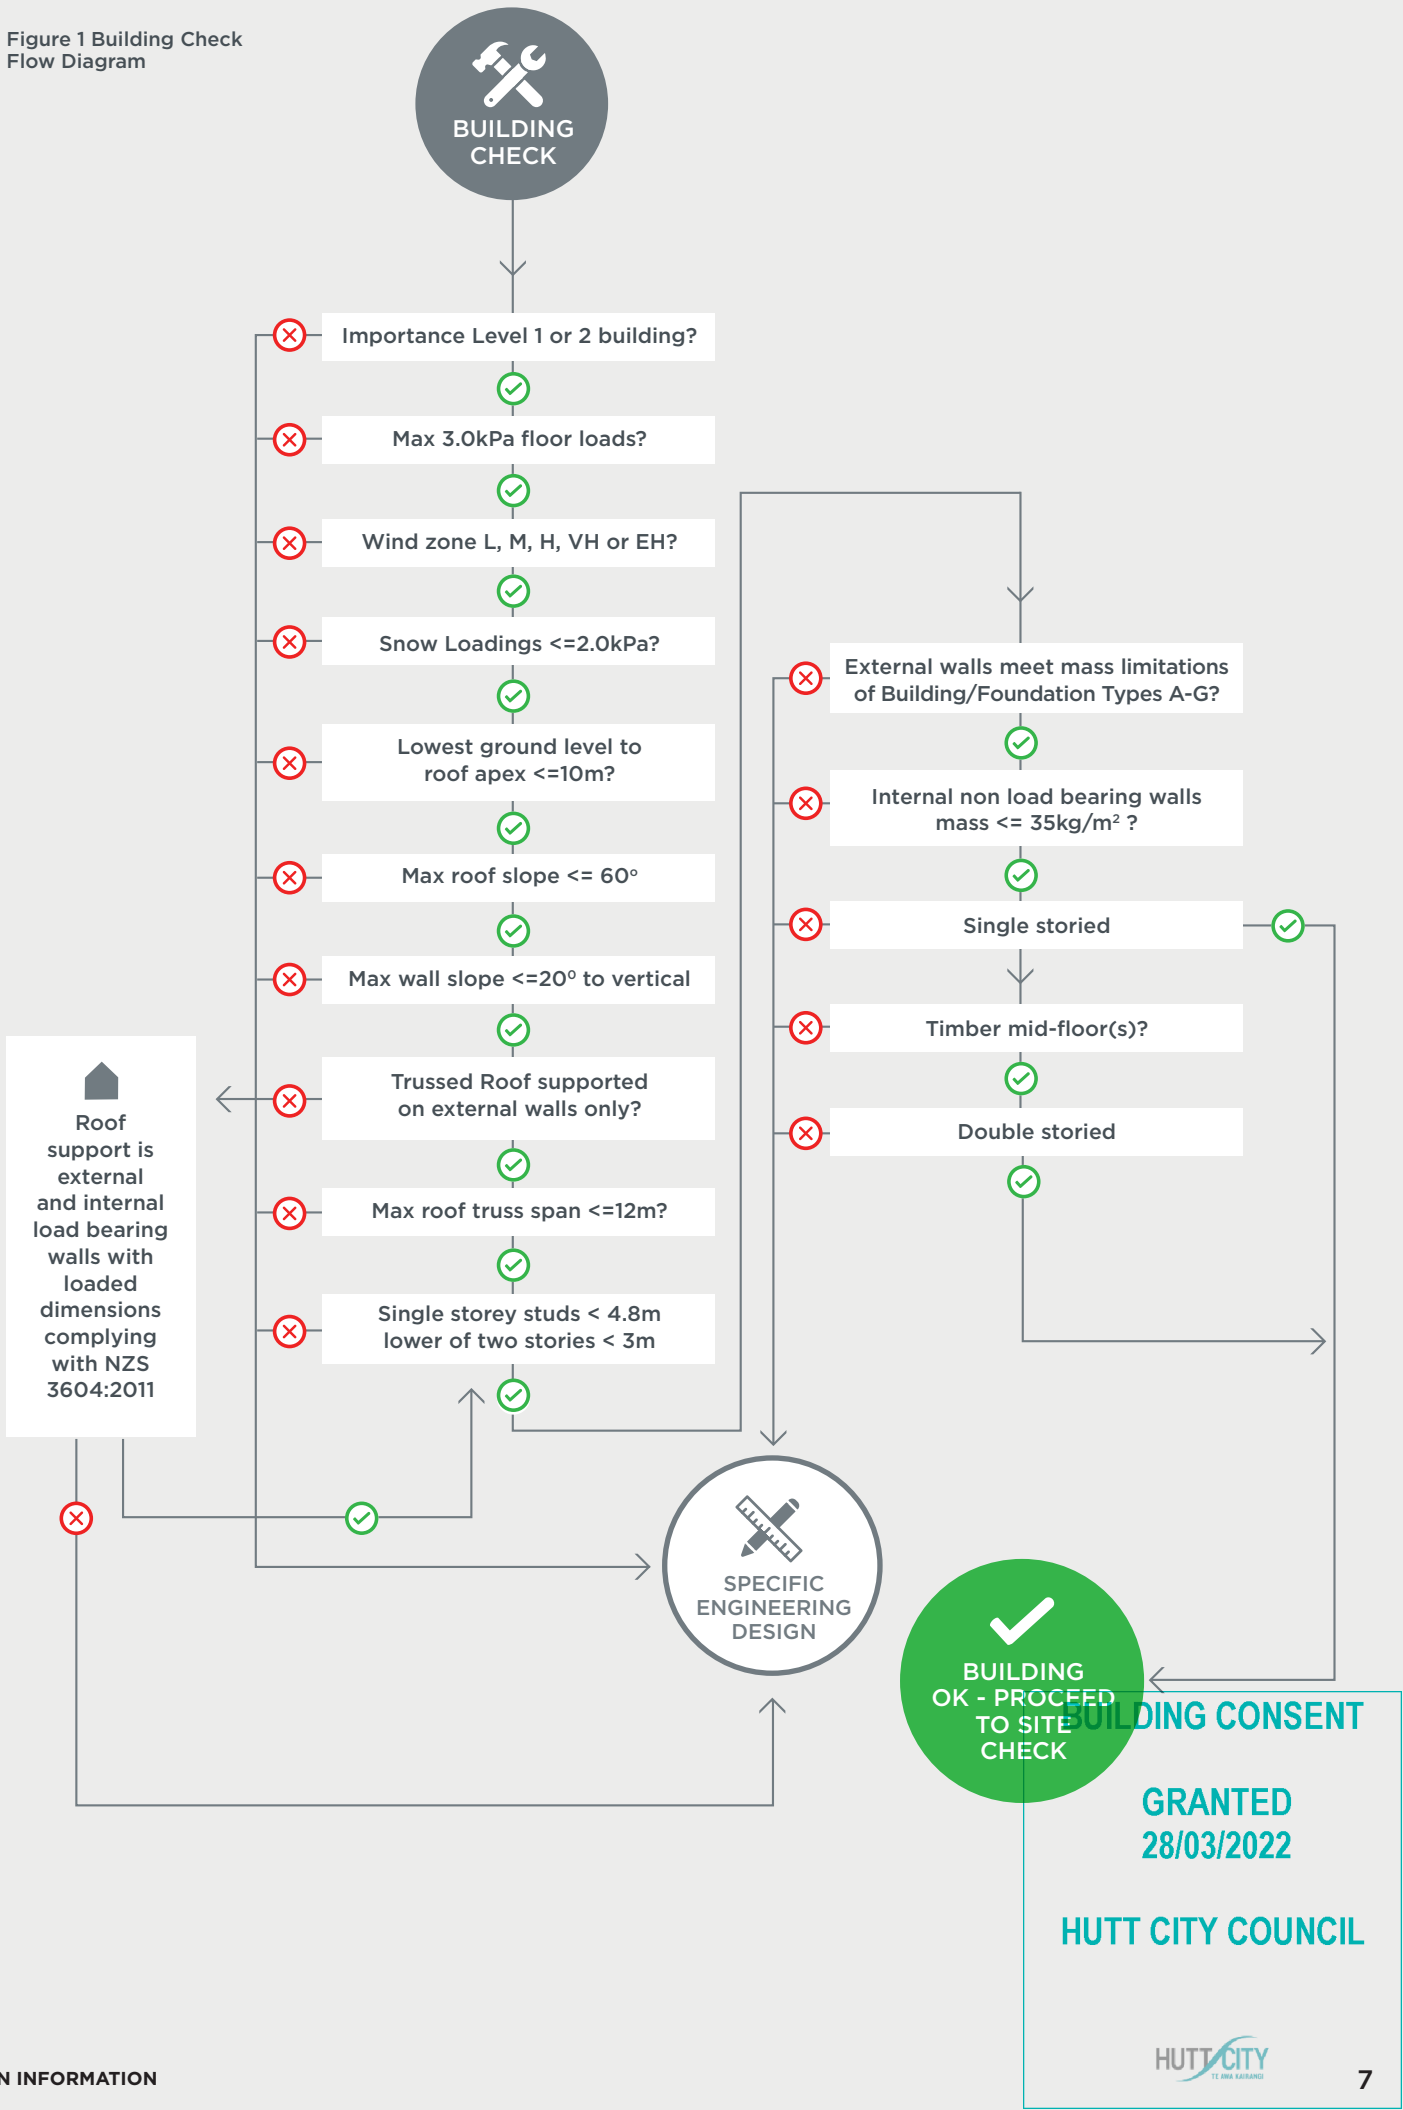 Figure 1 Building Check
Flow Diagram
BUILDING
CHECK
Importance Level 1 or 2 building?
Max 3.0kPa floor loads?
Wind zone L, M, H, VH or EH?
Snow Loadings <=2.0kPa?
Lowest ground level to
roof apex <=10m?
Max roof slope <= 60°
Max wall slope <=20⁰ to vertical
Trussed Roof supported
on external walls only?
Max roof truss span <=12m?
Single storey studs < 4.8m
lower of two stories < 3m
Roof
support is
external
and internal
load bearing
walls with
loaded
dimensions
complying
with NZS
3604:2011
External walls meet mass limitations
of Building/Foundation Types A-G?
Internal non load bearing walls
mass <= 35kg/m² ?
Single storied
Timber mid-floor(s)?
Double storied
SPECIFIC
ENGINEERING
DESIGN
BUILDING
OK - PROCEED
TO SITE
CHECK
BUILDING CONSENT
GRANTED
28/03/2022
HUTT CITY COUNCIL
HUTT CITY
TE AWA KAIRANGI
N INFORMATION
7